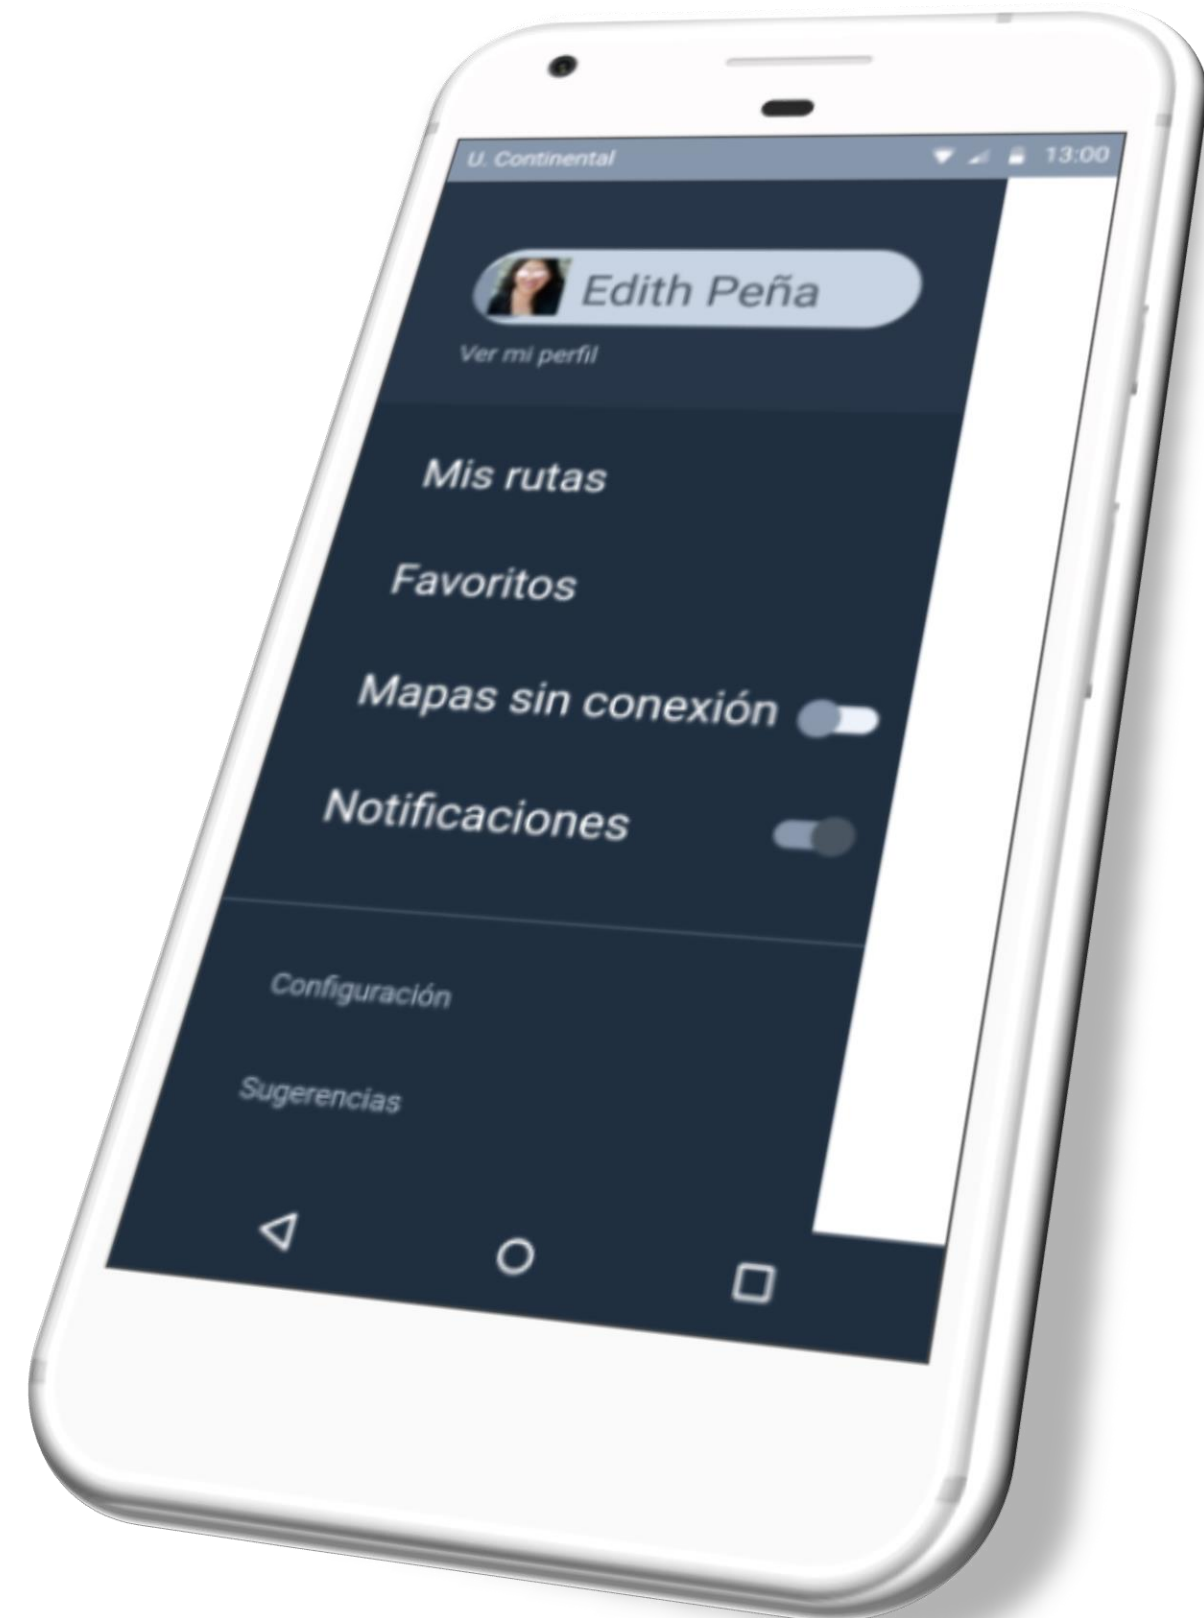 U. Continental 13:00
Edith Peña
Ver mi perfil
Mis rutas
Favoritos
Mapas sin conexión
Notificaciones
Configuración
Sugerencias